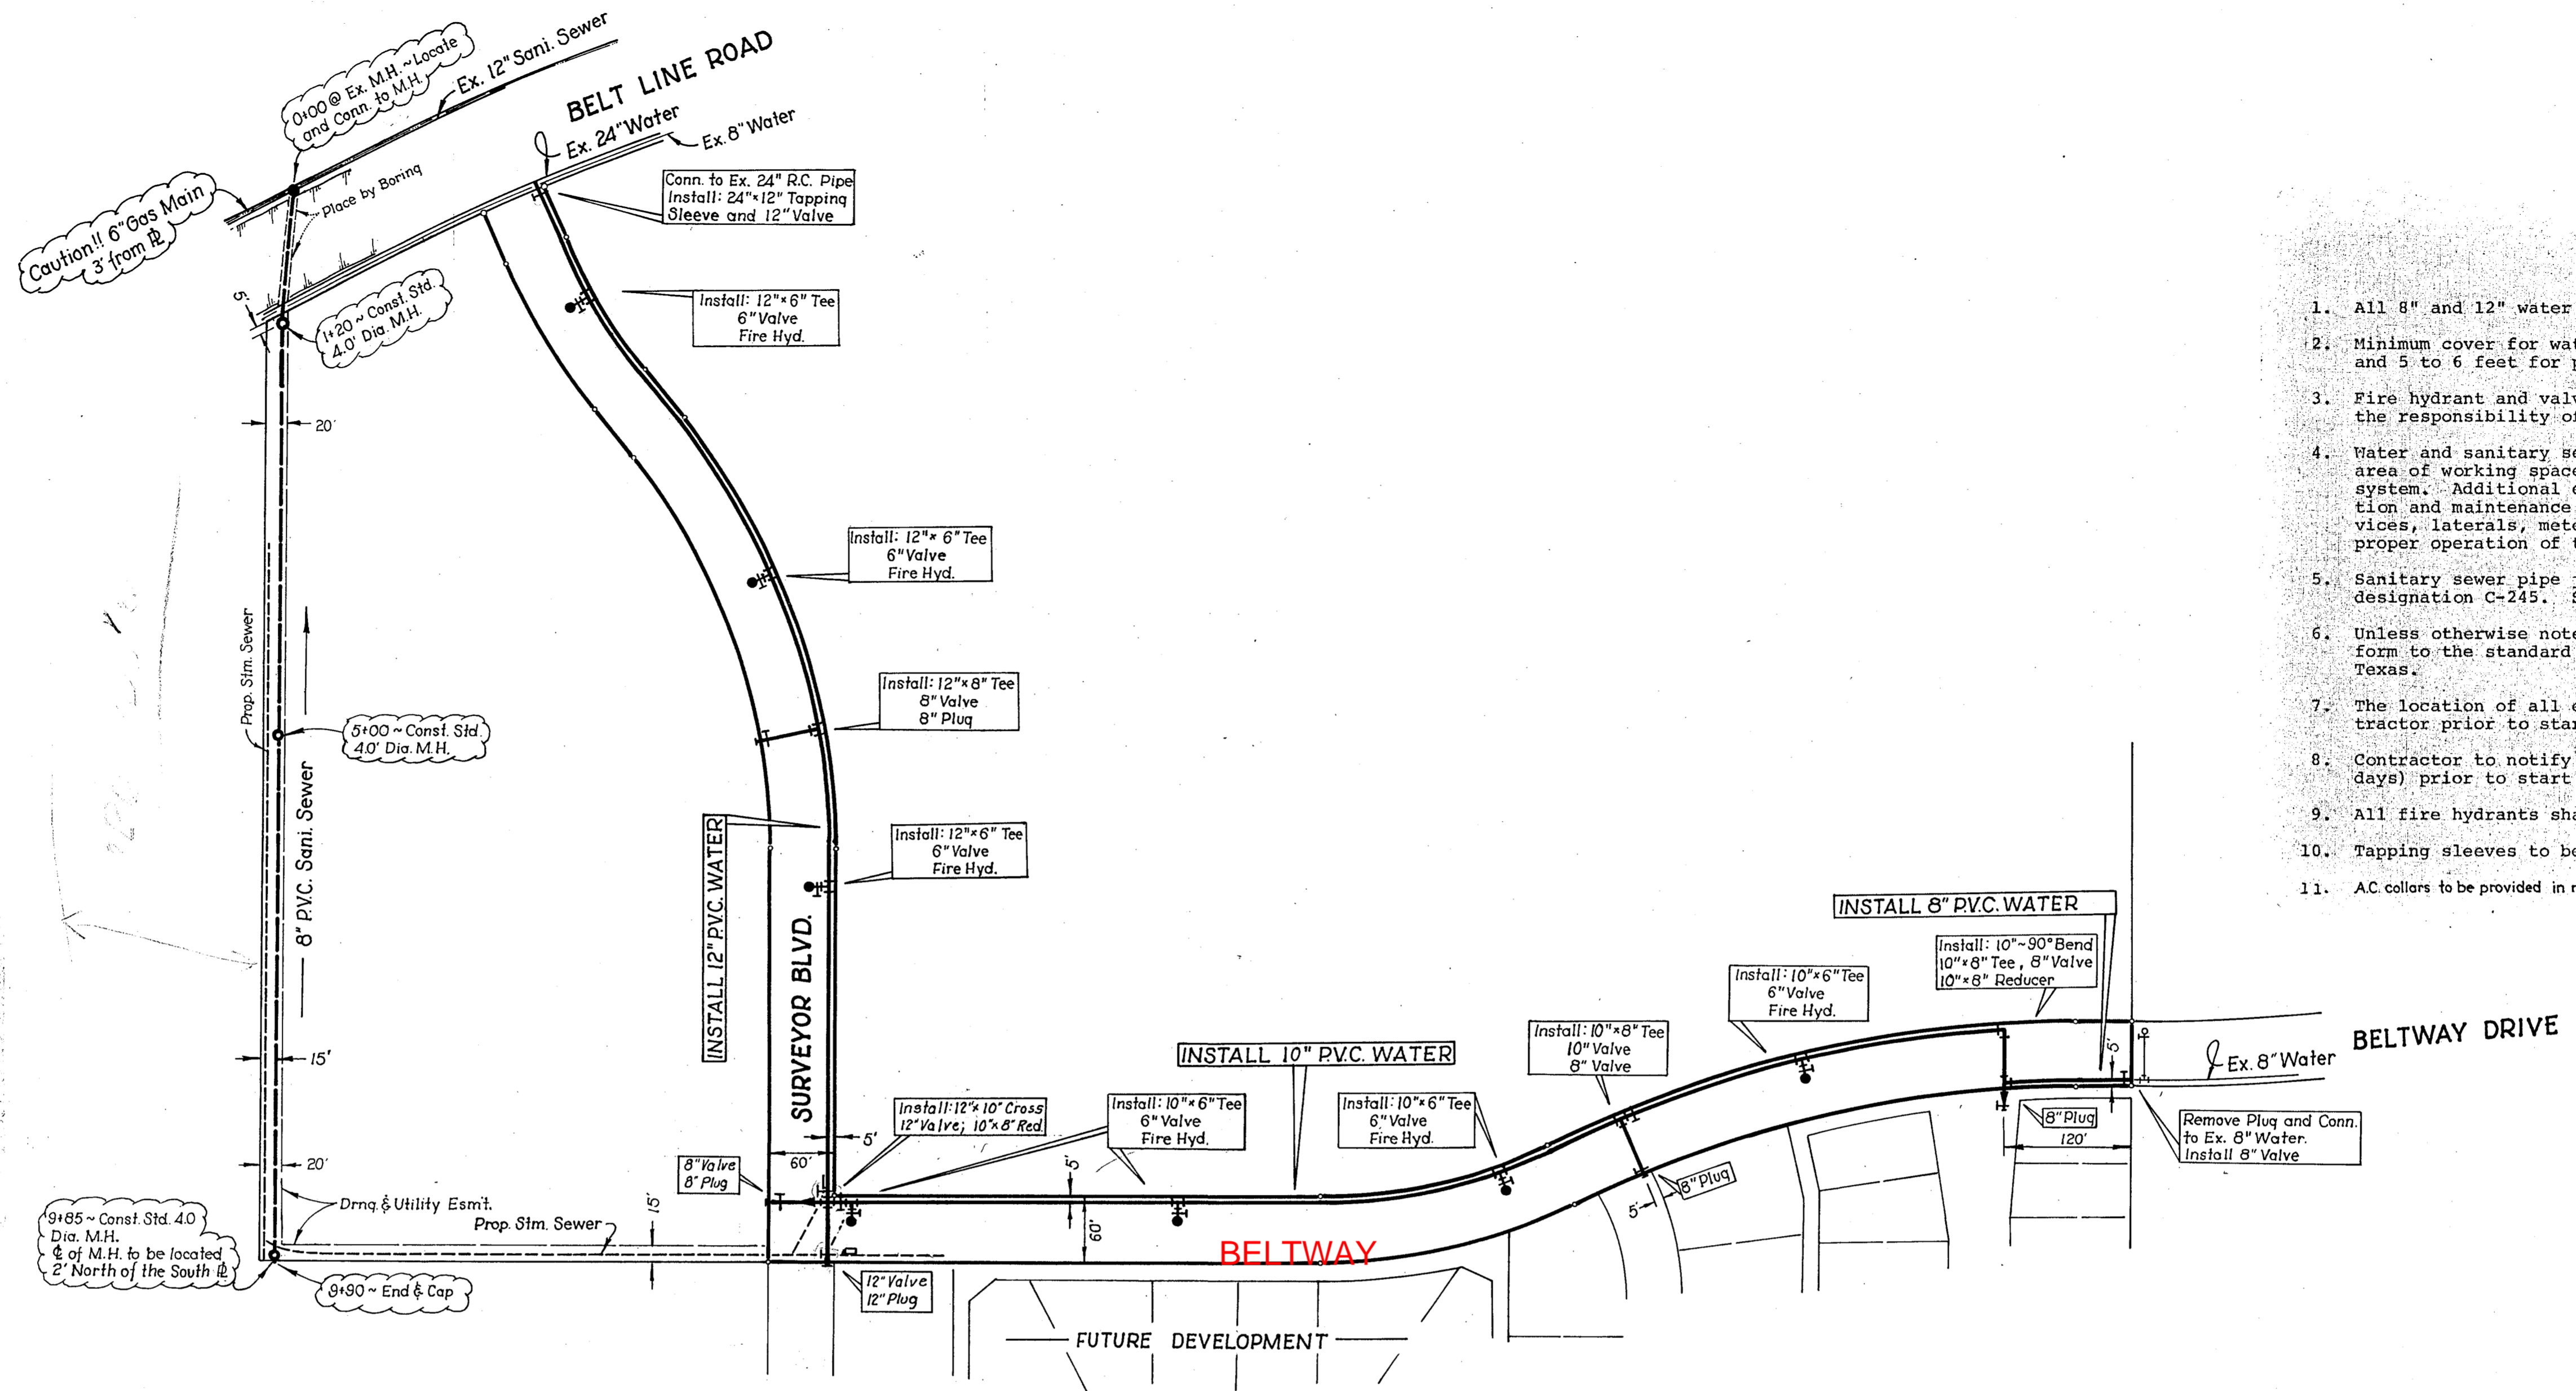 0+00 @ Ex. M.H. ~ Locate
and Conn. to M.H.
Ex. 12" Sani. Sewer
BELT LINE ROAD
Ex. 24" Water
Ex. 8" Water
Place by Boring
Caution!! 6" Gas Main
3' from ⅊
Conn. to Ex. 24" R.C. Pipe
Install: 24"×12" Tapping
Sleeve and 12" Valve
5'
1+20 ~ Const. Std.
4.0' Dia. M.H.
Install: 12"×6" Tee
6" Valve
Fire Hyd.
20'
Install: 12"×6" Tee
6" Valve
Fire Hyd.
Prop. Stm. Sewer
Install: 12"×8" Tee
8" Valve
8" Plug
5+00 ~ Const. Std.
4.0' Dia. M.H.
8" P.V.C. Sani. Sewer
INSTALL 12" P.V.C. WATER
Install: 12"×6" Tee
6" Valve
Fire Hyd.
SURVEYOR BLVD.
15'
20'
INSTALL 8" P.V.C. WATER
Install: 10"~90° Bend
10"×8" Tee, 8" Valve
10"×8" Reducer
Install: 10"×6" Tee
6" Valve
Fire Hyd.
Install: 10"×8" Tee
10" Valve
8" Valve
INSTALL 10" P.V.C. WATER
BELTWAY DRIVE
5'
Ex. 8" Water
Install: 12"×10" Cross
12" Valve; 10"×8" Red.
Install: 10"×6" Tee
6" Valve
Fire Hyd.
Install: 10"×6" Tee
6" Valve
Fire Hyd.
8" Plug
120'
Remove Plug and Conn.
to Ex. 8" Water.
Install 8" Valve
5'
60'
8" Valve
8" Plug
5'
8" Plug
5'
Drng. & Utility Esm't.
Prop. Stm. Sewer
15'
60'
BELTWAY
9+85 ~ Const. Std. 4.0
Dia. M.H.
℄ of M.H. to be located
2' North of the South ⅊
9+90 ~ End & Cap
12" Valve
12" Plug
FUTURE DEVELOPMENT
1. All 8" and 12" water
2. Minimum cover for wat
and 5 to 6 feet for p
3. Fire hydrant and valv
the responsibility of
4. Water and sanitary se
area of working space
system. Additional e
tion and maintenance
vices, laterals, mete
proper operation of t
5. Sanitary sewer pipe
designation C-245. S
6. Unless otherwise note
form to the standard
Texas.
7. The location of all e
tractor prior to star
8. Contractor to notify
days) prior to start
9. All fire hydrants sha
10. Tapping sleeves to be
11. A.C. collars to be provided in